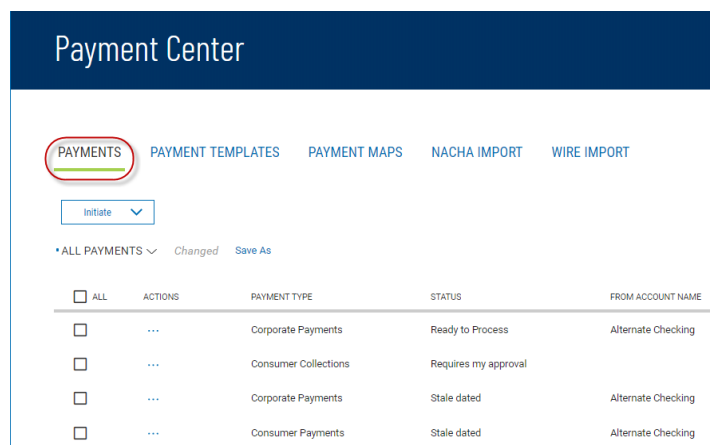 Payment Center
PAYMENTS PAYMENT TEMPLATES PAYMENT MAPS NACHA IMPORT WIRE IMPORT
Initiate
ALL PAYMENTS Changed Save As
ALL ACTIONS PAYMENT TYPE STATUS FROM ACCOUNT NAME
... Corporate Payments Ready to Process Alternate Checking
... Consumer Collections Requires my approval
... Corporate Payments Stale dated Alternate Checking
... Consumer Payments Stale dated Alternate Checking